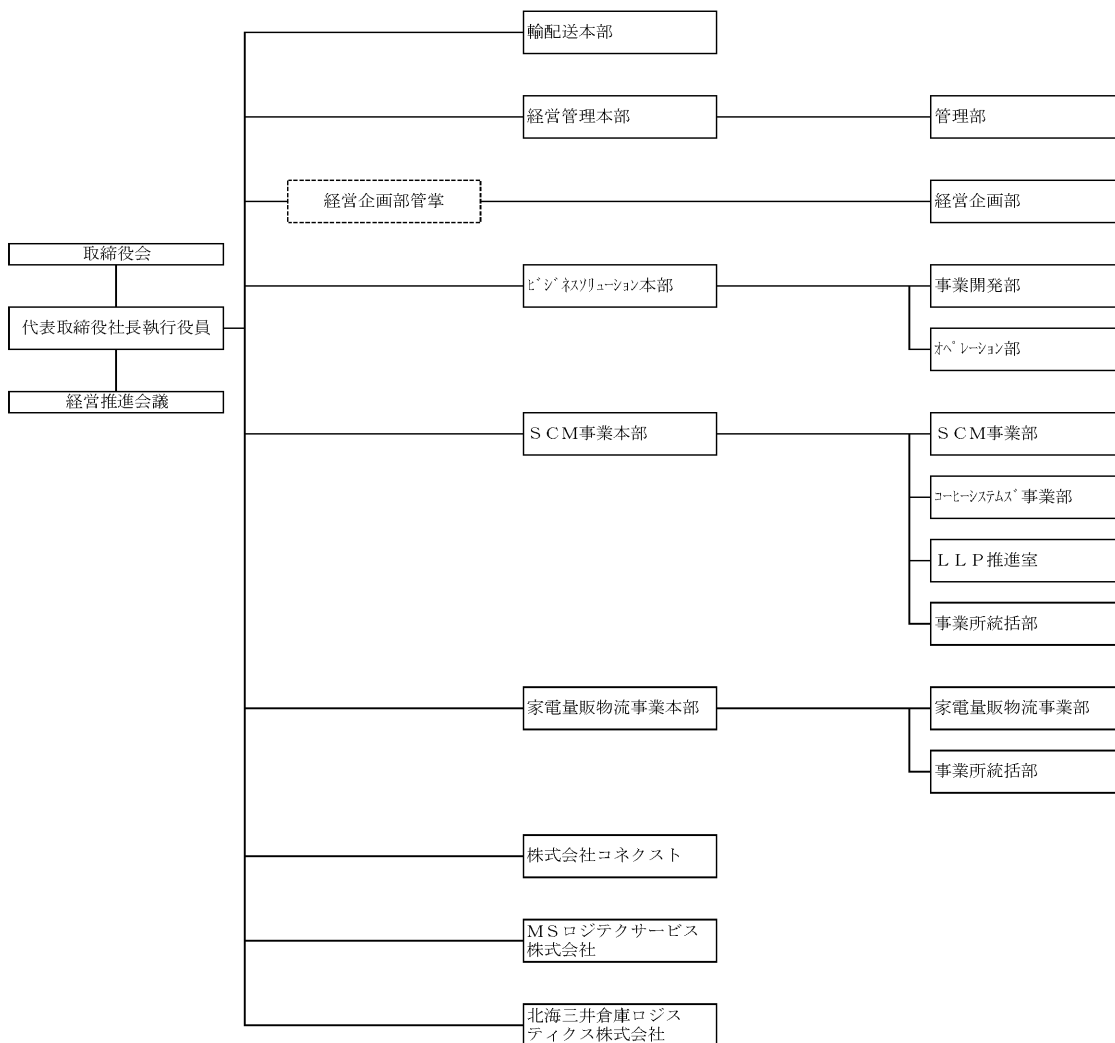 輸配送本部
経営管理本部
管理部
経営企画部管掌
経営企画部
取締役会
代表取締役社長執行役員
経営推進会議
ﾋﾞｼﾞﾈｽｿﾘｭｰｼｮﾝ本部
事業開発部
ｵﾍﾟﾚｰｼｮﾝ部
ＳＣＭ事業本部
ＳＣＭ事業部
ｺｰﾋｰｼｽﾃﾑｽﾞ事業部
ＬＬＰ推進室
事業所統括部
家電量販物流事業本部
家電量販物流事業部
事業所統括部
株式会社コネクスト
ＭＳロジテクサービス
株式会社
北海三井倉庫ロジス
ティクス株式会社